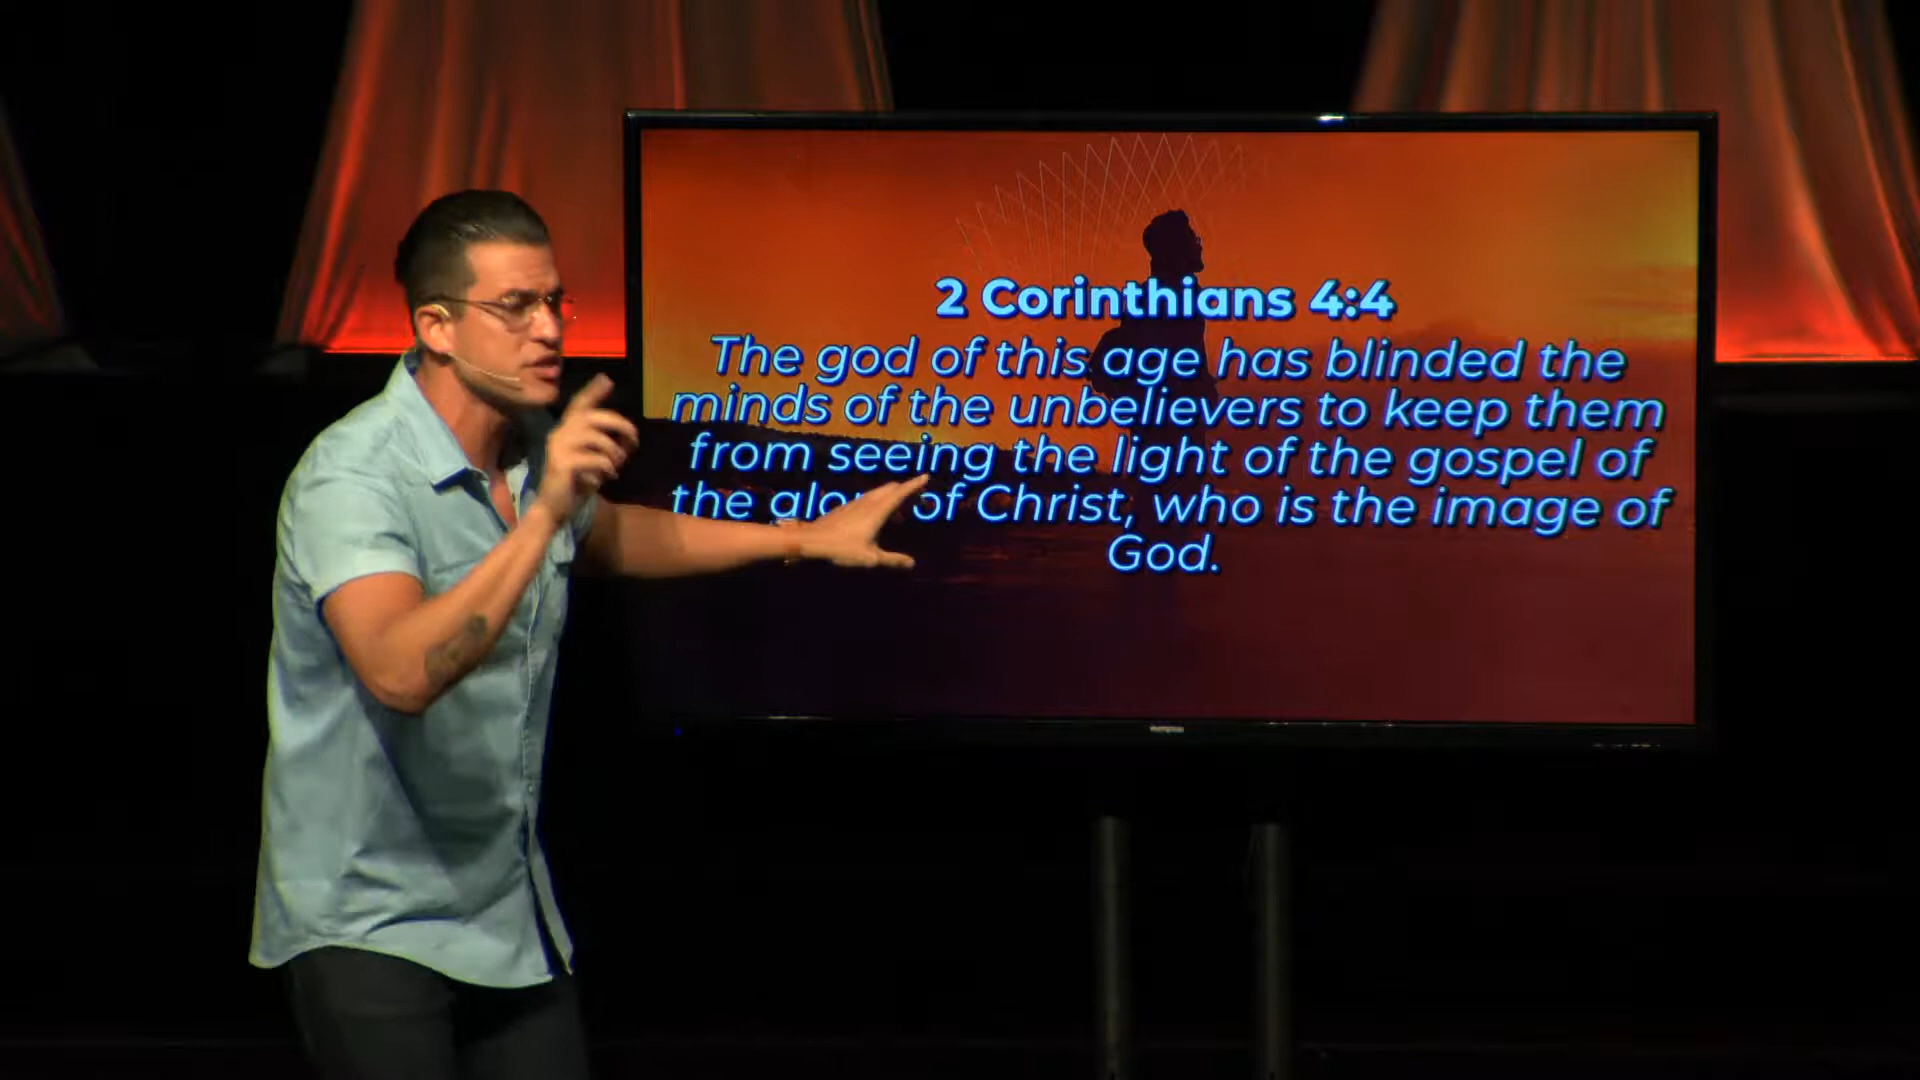 2 Corinthians 4:4
The god of this age has blinded the
minds of the unbelievers to keep them
from seeing the light of the gospel of
the of Christ, who is the image of
God.